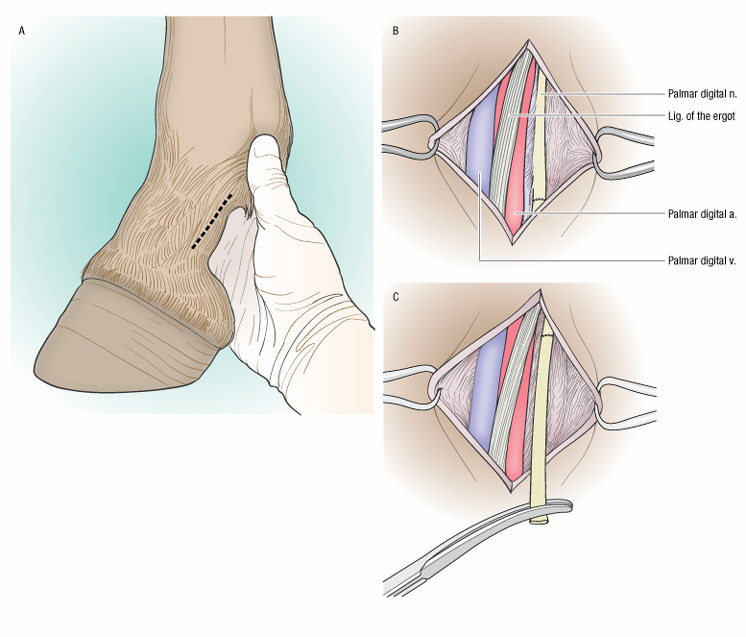 A
B
Palmar digital n.
Lig. of the ergot
Palmar digital a.
Palmar digital v.
C